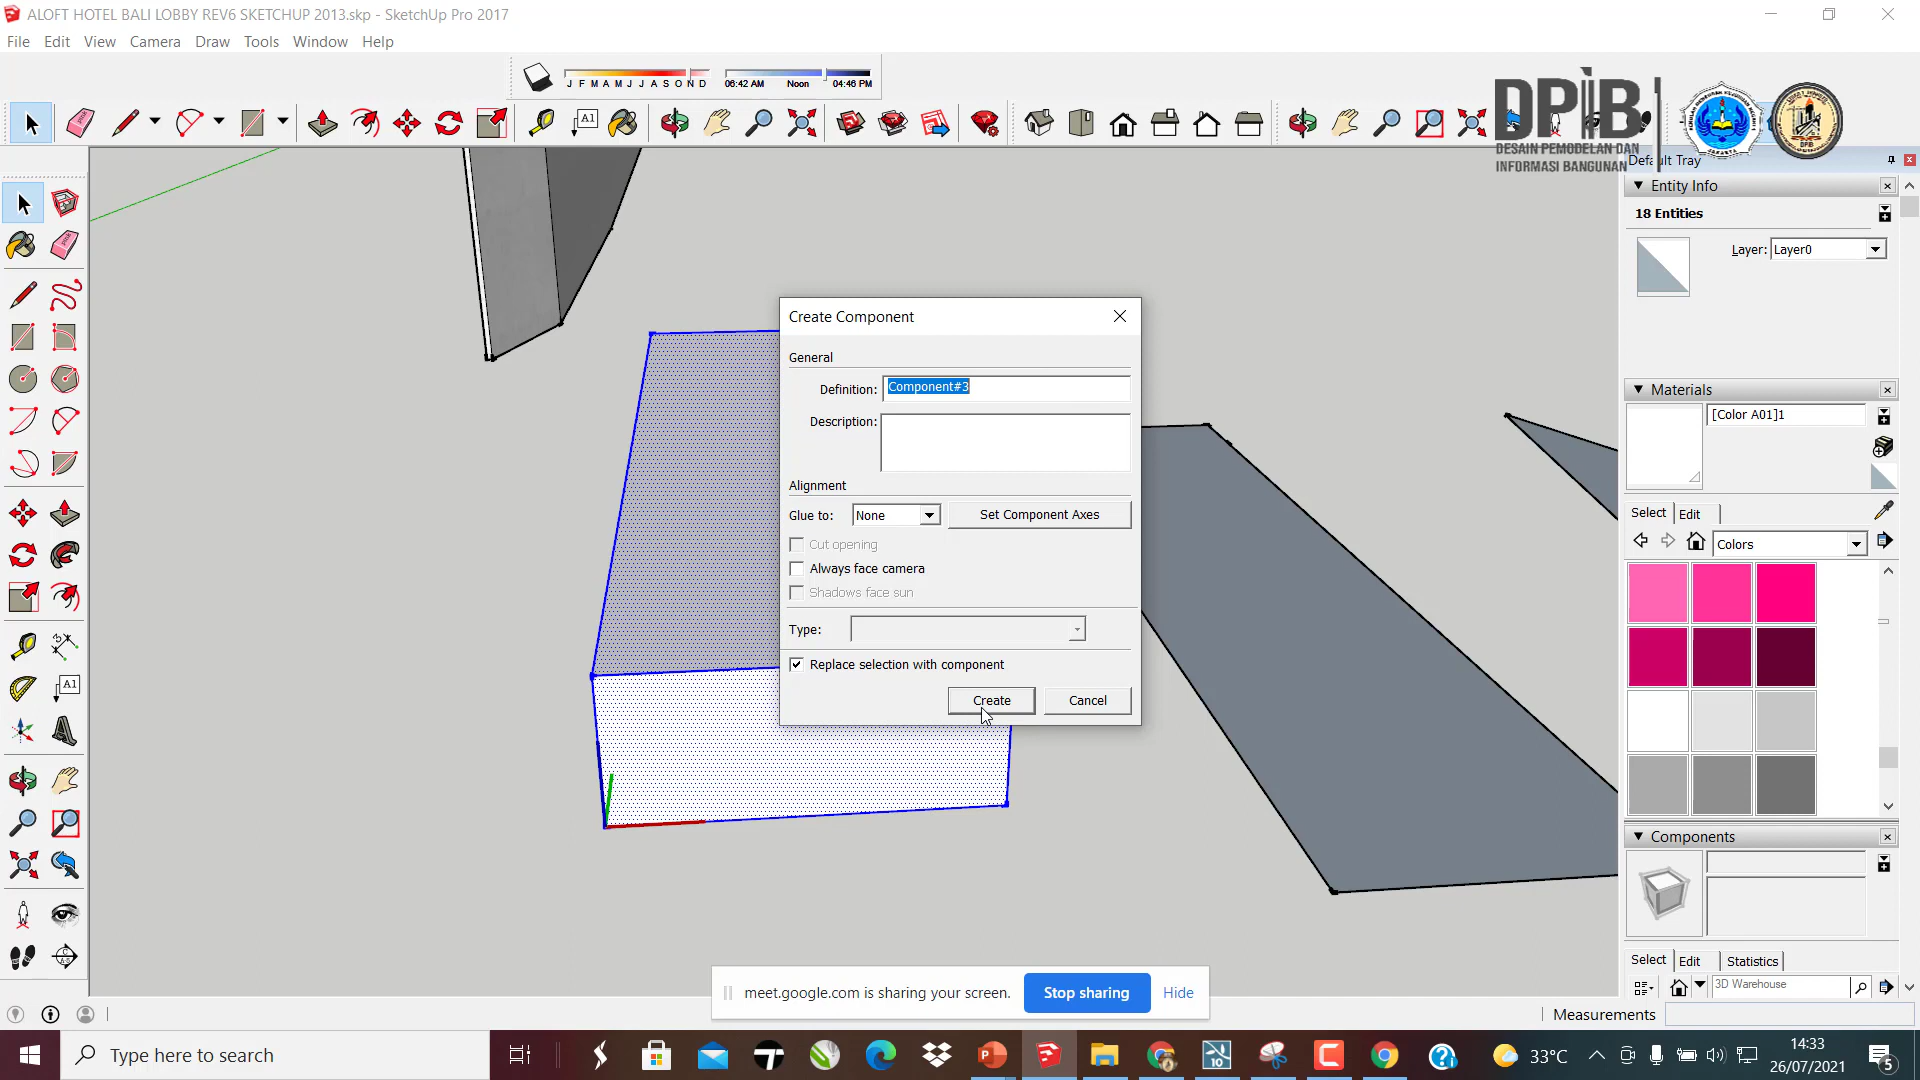 ALOFT HOTEL BALI LOBBY REV6 SKETCHUP 2013.skp - SketchUp Pro 2017
File Edit View Camera Draw Tools Window Help
J F M A M J J A S O N D
06:42 AM Noon 04:46 PM
DPIB
DESAIN PEMODELAN DAN
INFORMASI BANGUNAN
Default Tray
Entity Info
18 Entities
Layer: Layer0
Create Component
General
Definition: Component#3
Description:
Alignment
Glue to: None Set Component Axes
Cut opening
Always face camera
Shadows face sun
Type:
Replace selection with component
Create Cancel
Materials
[Color A01]1
Select Edit
Colors
Components
Select Edit Statistics
3D Warehouse
meet.google.com is sharing your screen. Stop sharing Hide
Measurements
Type here to search
33°C
14:33
26/07/2021
5